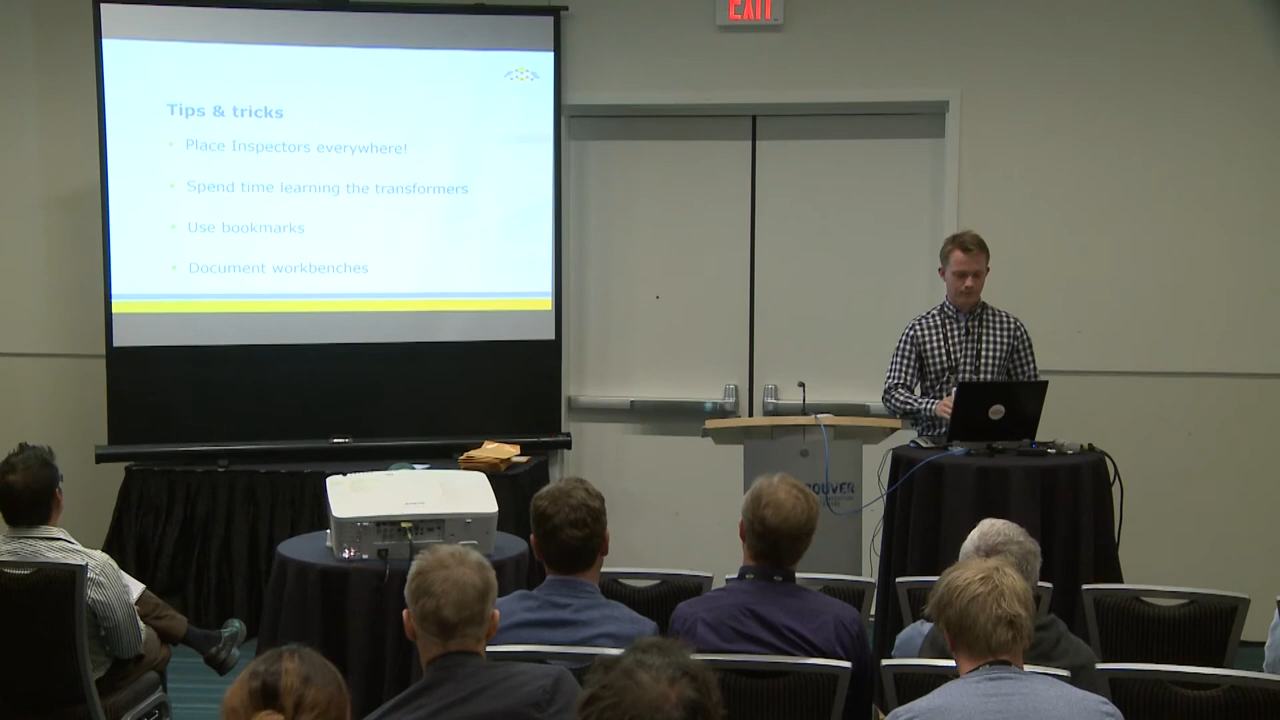 EXIT
Tips & tricks
Place Inspectors everywhere!
Spend time learning the transformers
Use bookmarks
Document workbenches